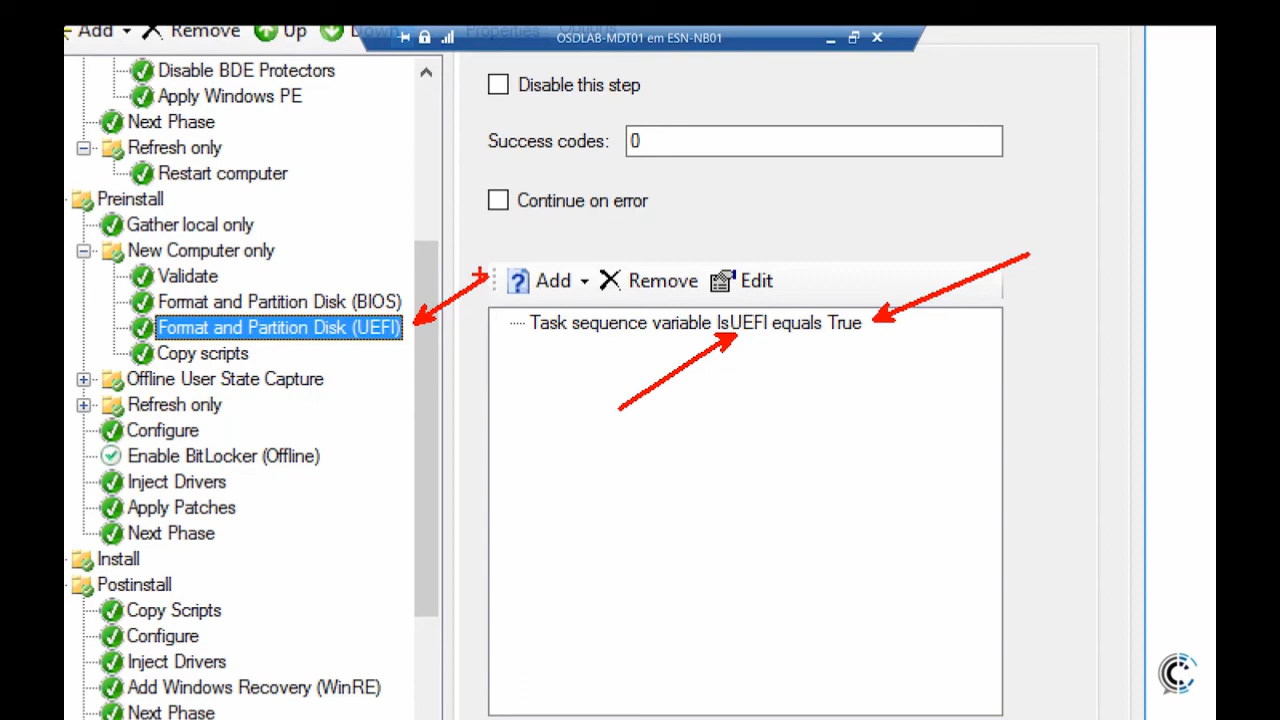 Add Remove Up Down Properties
OSDLAB-MDT01 em ESN-NB01
Disable BDE Protectors
Apply Windows PE
Next Phase
Refresh only
Restart computer
Preinstall
Gather local only
New Computer only
Validate
Format and Partition Disk (BIOS)
Format and Partition Disk (UEFI)
Copy scripts
Offline User State Capture
Refresh only
Configure
Enable BitLocker (Offline)
Inject Drivers
Apply Patches
Next Phase
Install
Postinstall
Copy Scripts
Configure
Inject Drivers
Add Windows Recovery (WinRE)
Next Phase
Disable this step
Success codes: 0
Continue on error
Add Remove Edit
Task sequence variable IsUEFI equals True